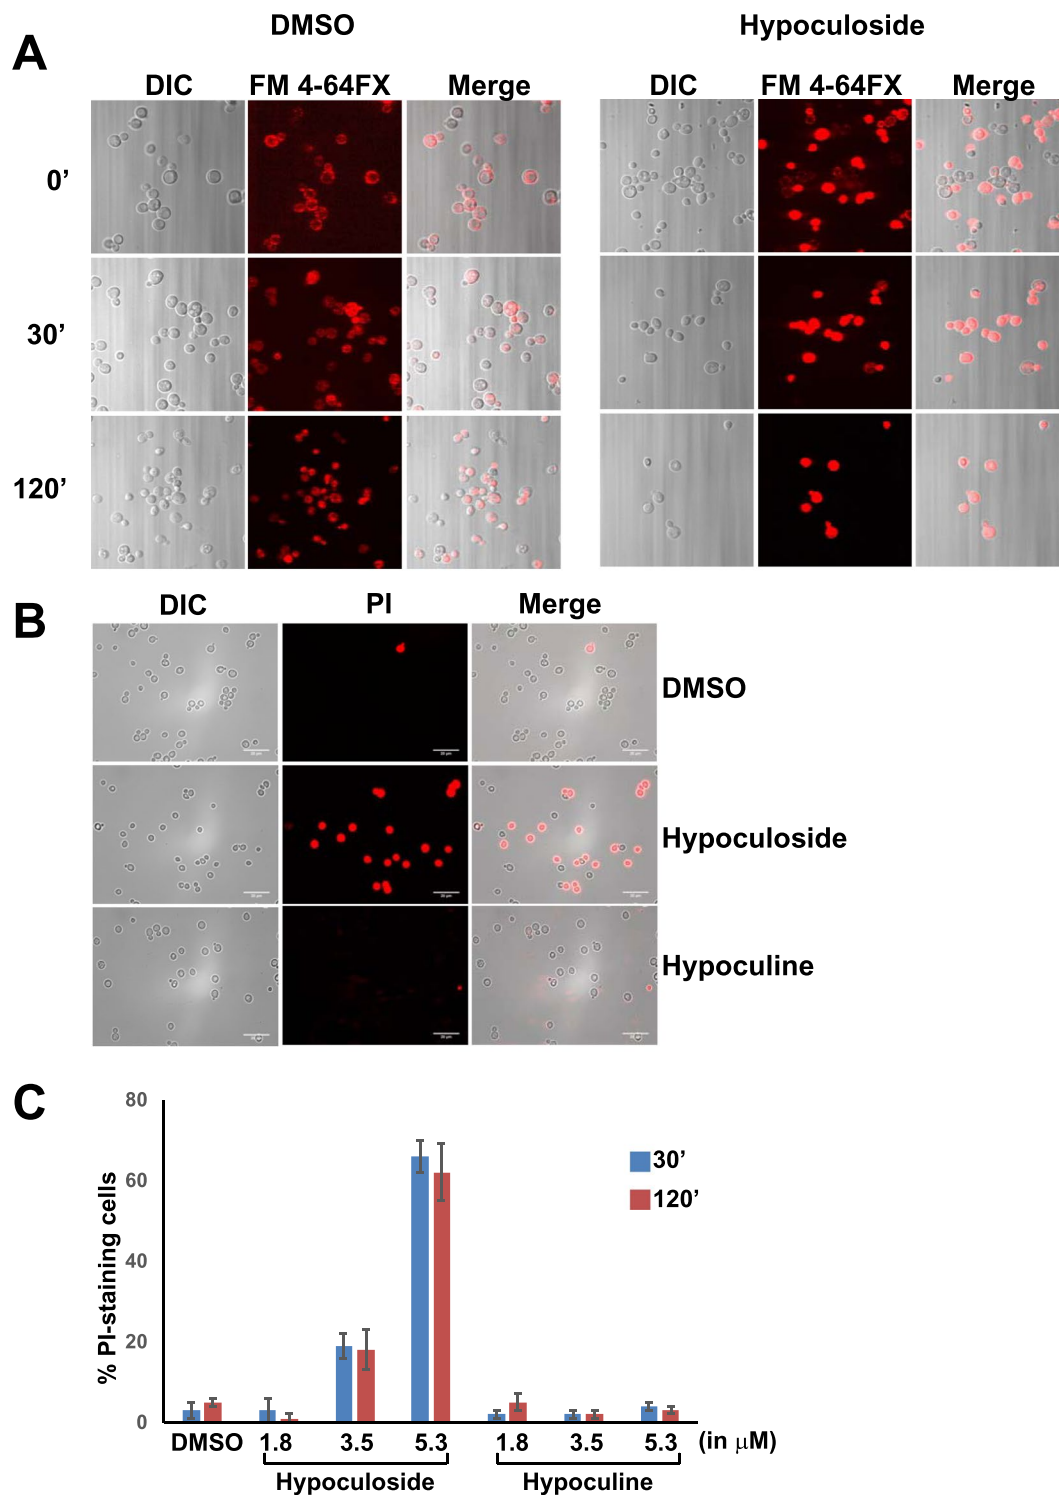 A
DMSO
Hypoculoside
DIC FM 4-64FX Merge
DIC FM 4-64FX Merge
0’
30’
120’
B
DIC PI Merge
DMSO
Hypoculoside
Hypoculine
C
% PI-staining cells
80
60
40
20
0
30’
120’
DMSO 1.8 3.5 5.3 1.8 3.5 5.3 (in μM)
Hypoculoside Hypoculine